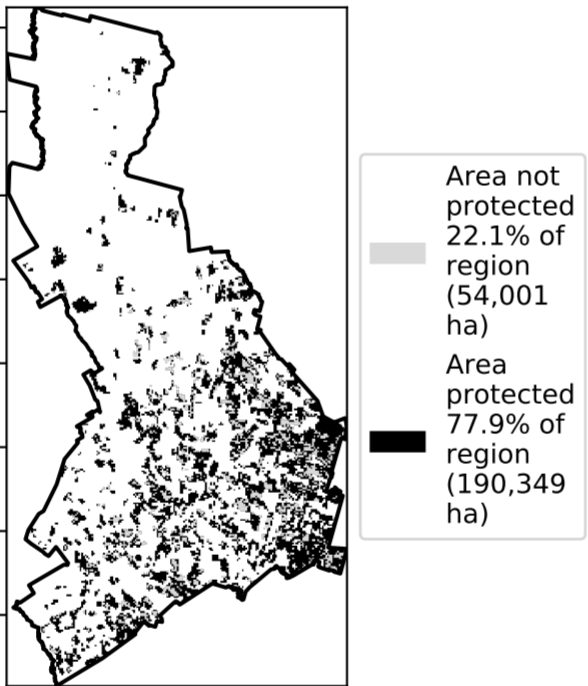 Area not
protected
22.1% of
region
(54,001
ha)
Area
protected
77.9% of
region
(190,349
ha)